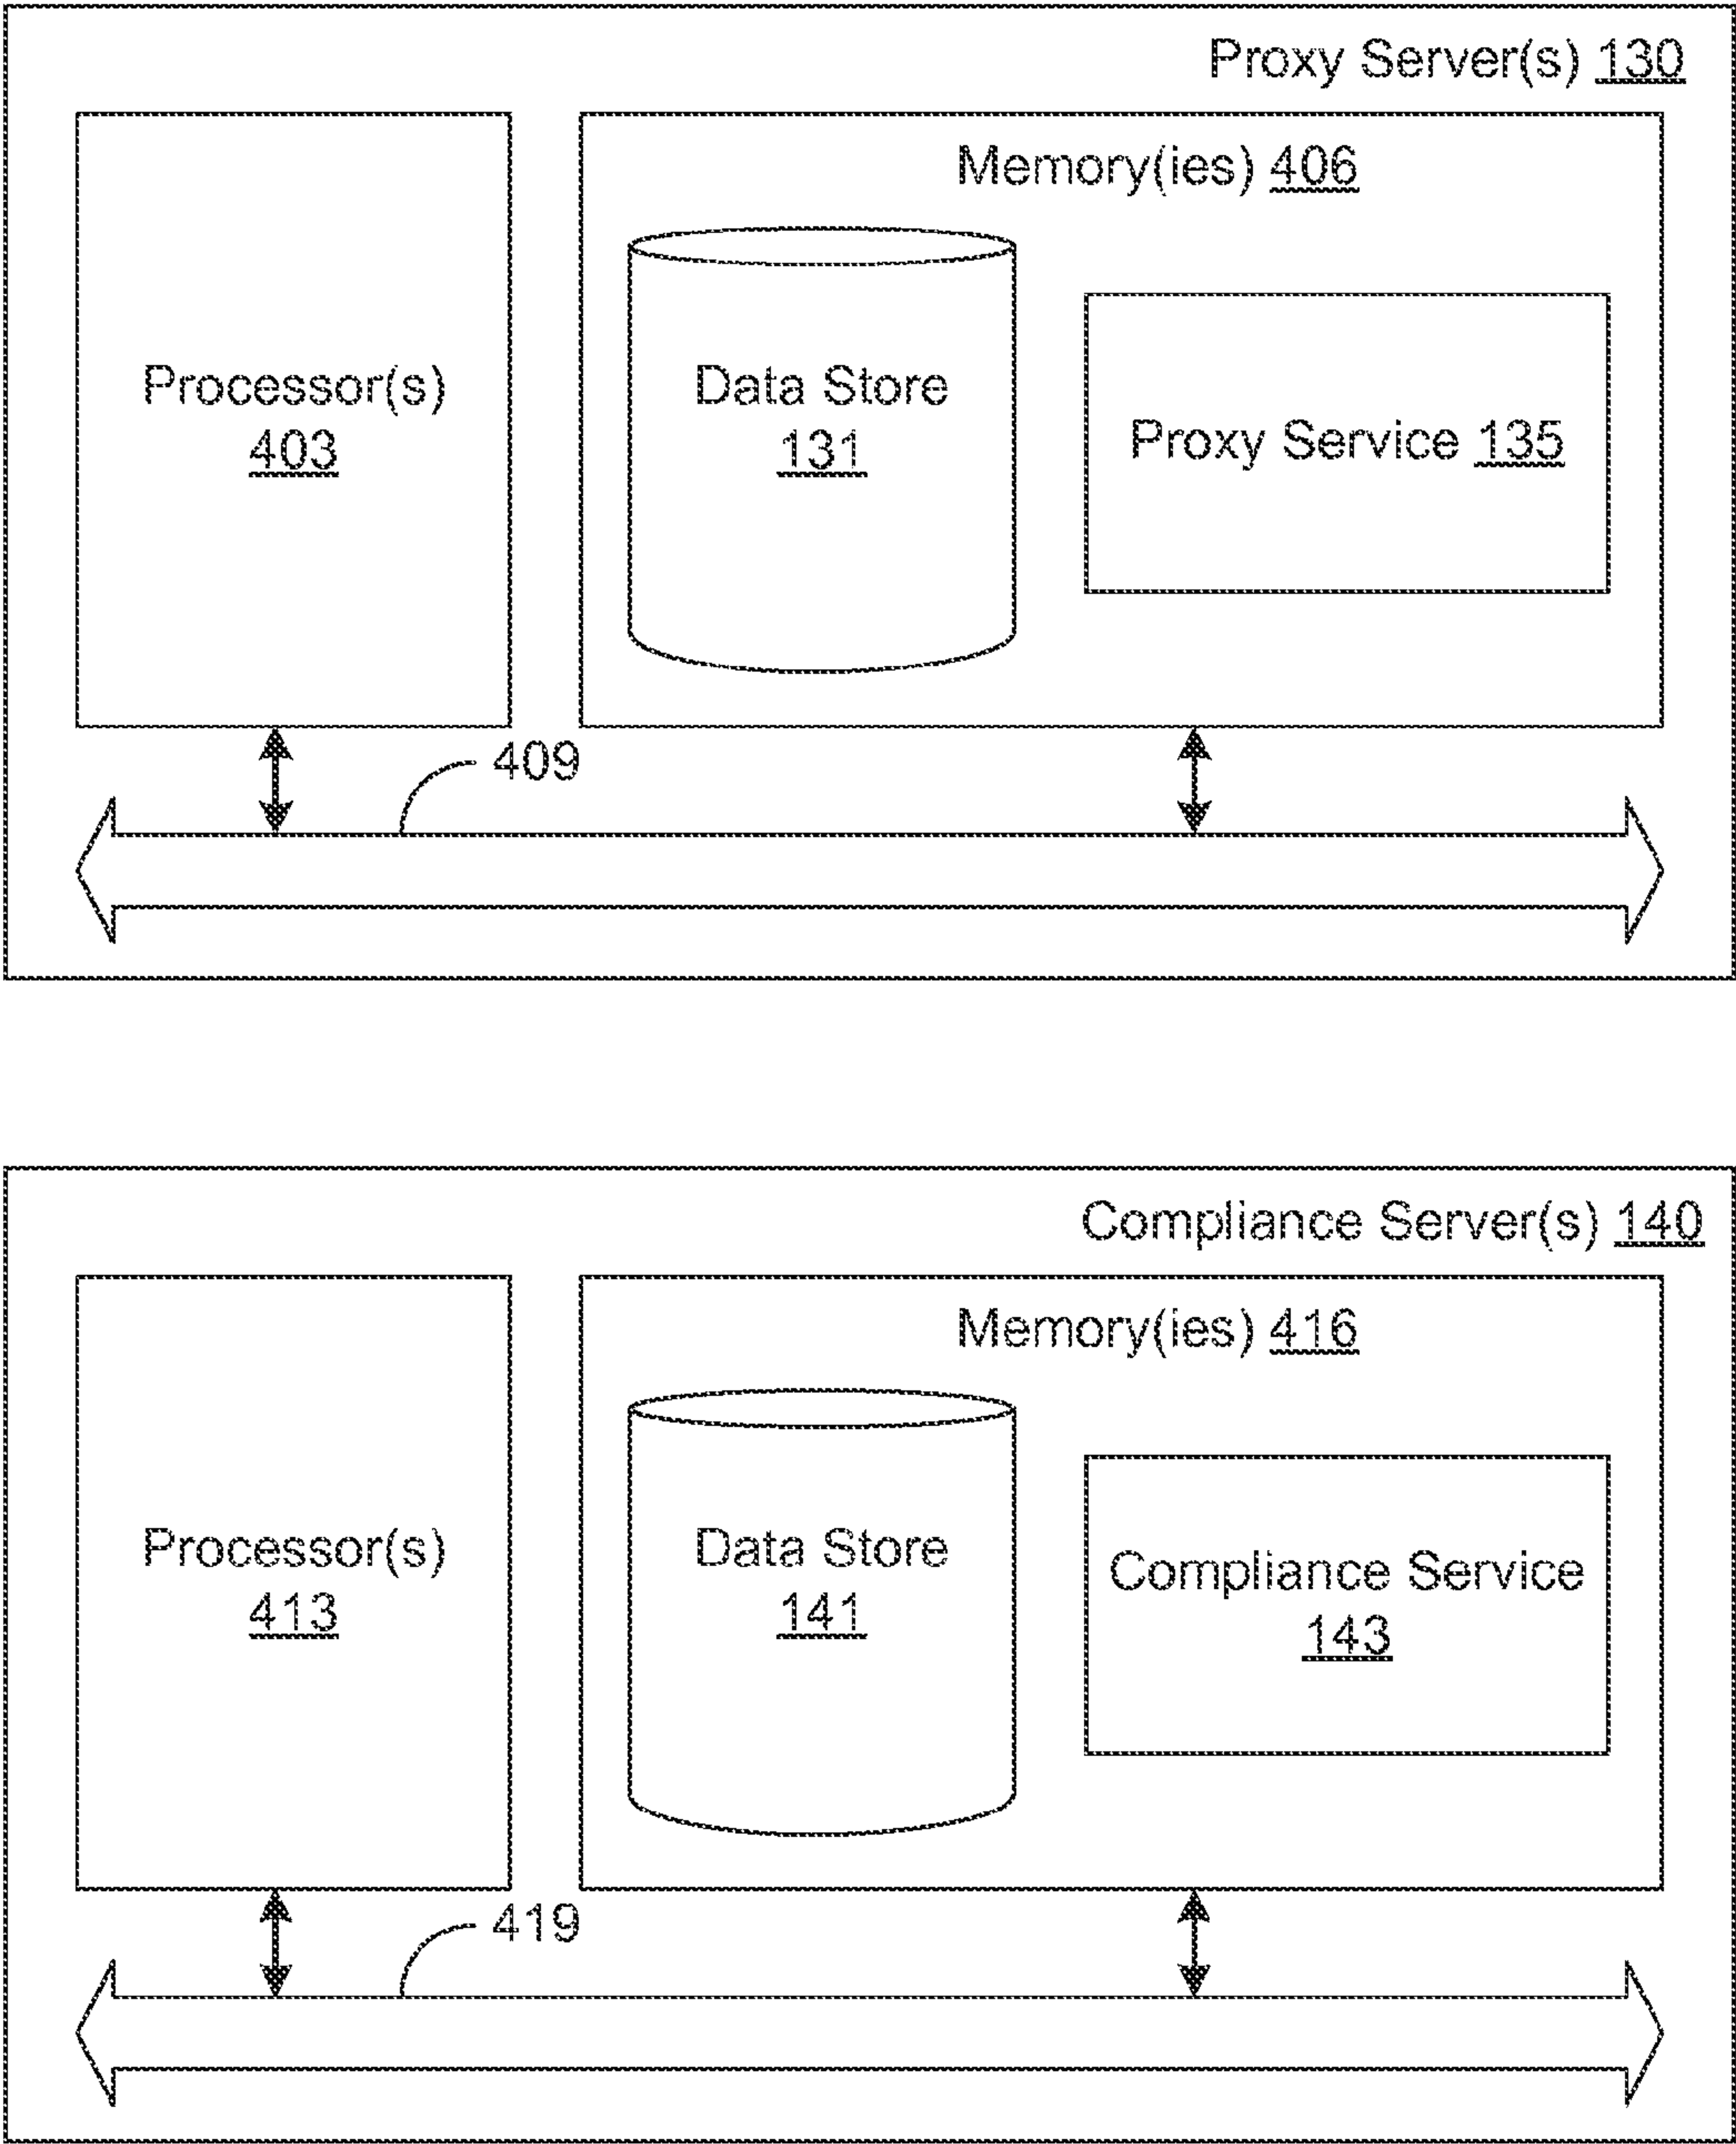 Proxy Server(s) 130
Memory(ies) 406
Processor(s)
403
Data Store
131
Proxy Service 135
409
Compliance Server(s) 140
Memory(ies) 416
Processor(s)
413
Data Store
141
Compliance Service
143
419